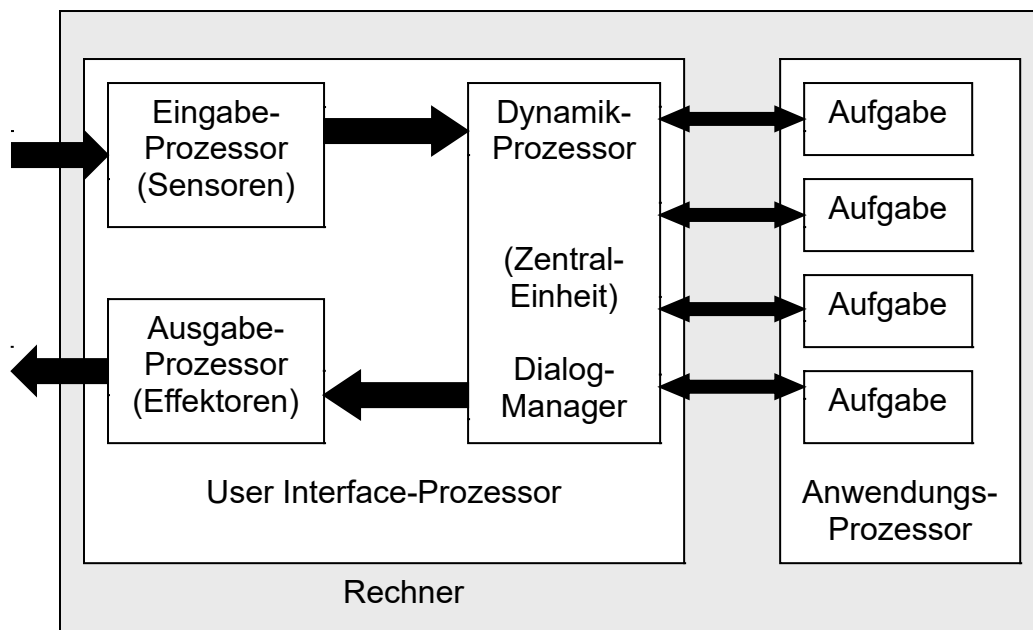 Eingabe-
Prozessor
(Sensoren)
Dynamik-
Prozessor
(Zentral-
Einheit)
Dialog-
Manager
Ausgabe-
Prozessor
(Effektoren)
User Interface-Prozessor
Aufgabe
Aufgabe
Aufgabe
Aufgabe
Anwendungs-
Prozessor
Rechner